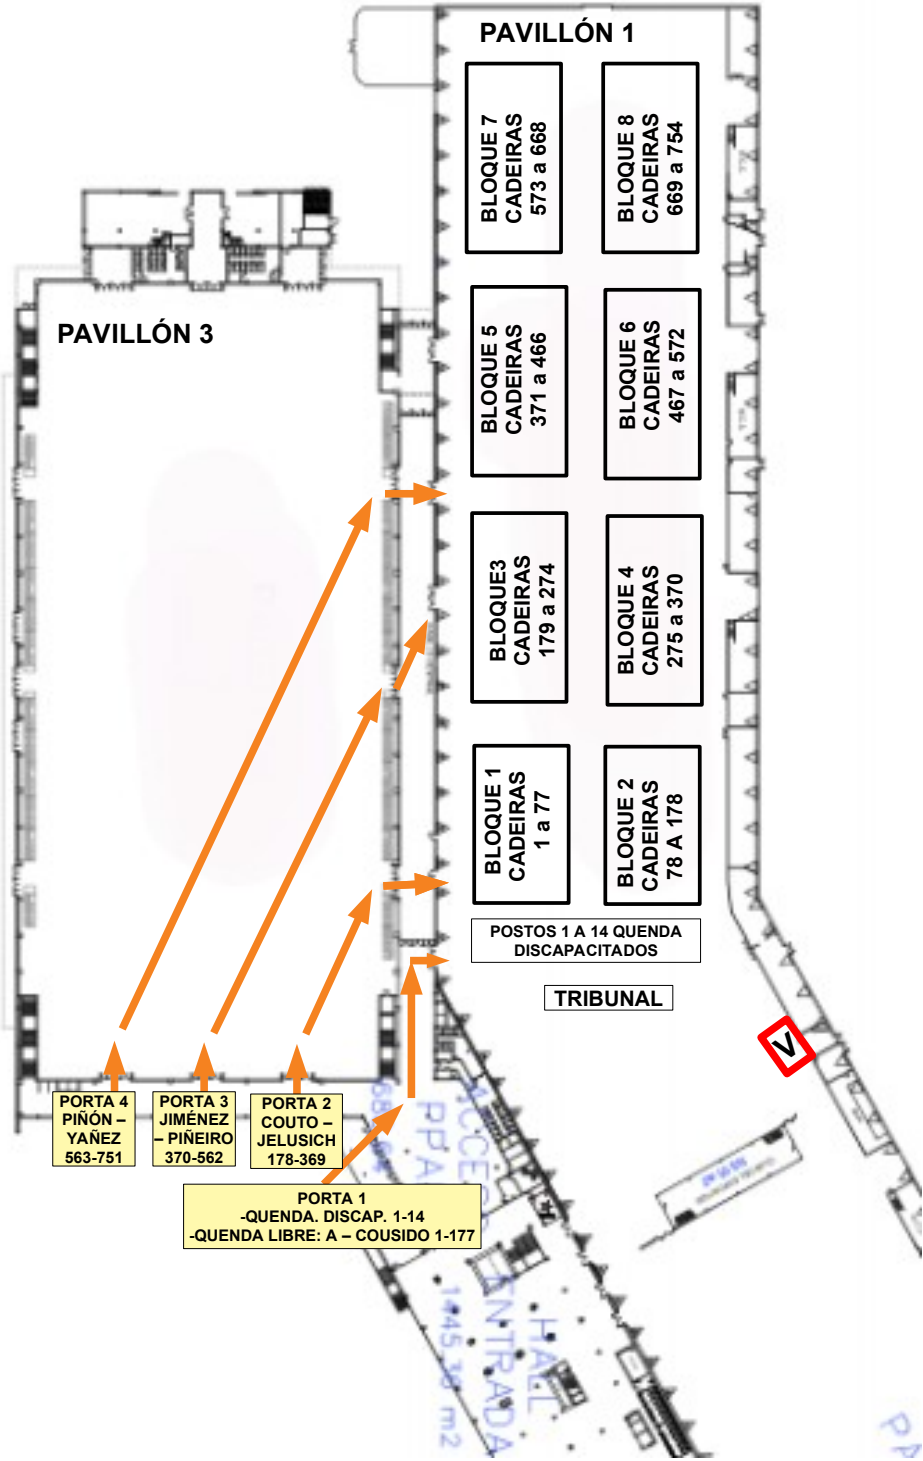 PAVILLÓN 1
BLOQUE 7
CADEIRAS
573 a 668
BLOQUE 8
CADEIRAS
669 a 754
PAVILLÓN 3
BLOQUE 5
CADEIRAS
371 a 466
BLOQUE 6
CADEIRAS
467 a 572
BLOQUE3
CADEIRAS
179 a 274
BLOQUE 4
CADEIRAS
275 a 370
BLOQUE 1
CADEIRAS
1 a 77
BLOQUE 2
CADEIRAS
78 A 178
POSTOS 1 A 14 QUENDA
DISCAPACITADOS
TRIBUNAL
V
PORTA 4
PIÑÓN –
YAÑEZ
563-751
PORTA 3
JIMÉNEZ
– PIÑEIRO
370-562
PORTA 2
COUTO –
JELUSICH
178-369
PORTA 1
-QUENDA. DISCAP. 1-14
-QUENDA LIBRE: A – COUSIDO 1-177
HALL
ENTRADA
1445.30 m2
PA